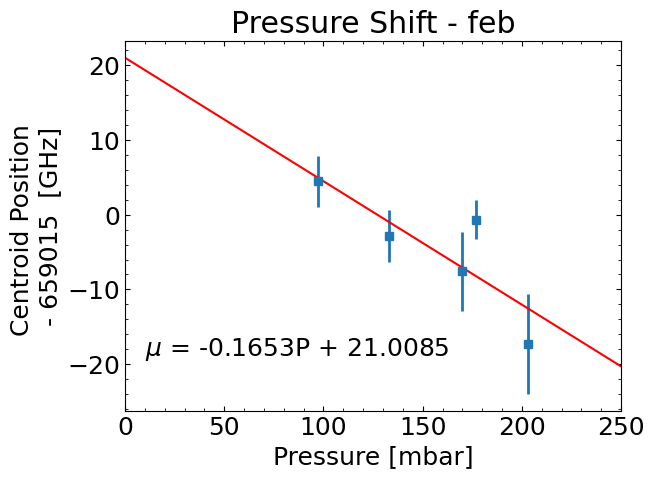 Pressure Shift - feb
Centroid Position
- 659015 [GHz]
20
10
0
−10
−20
μ = -0.1653P + 21.0085
0 50 100 150 200 250
Pressure [mbar]